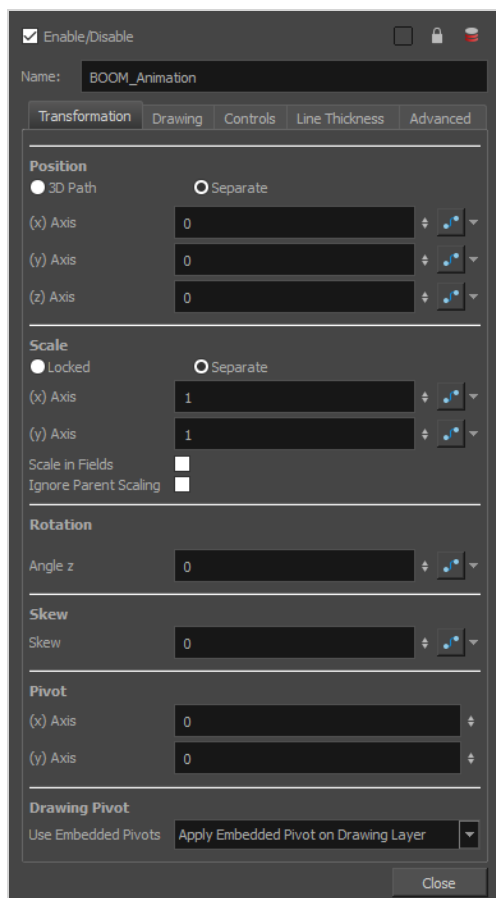 Enable/Disable
Name: BOOM_Animation
Transformation Drawing Controls Line Thickness Advanced
Position
3D Path Separate
(x) Axis 0
(y) Axis 0
(z) Axis 0
Scale
Locked Separate
(x) Axis 1
(y) Axis 1
Scale in Fields
Ignore Parent Scaling
Rotation
Angle z 0
Skew
Skew 0
Pivot
(x) Axis 0
(y) Axis 0
Drawing Pivot
Use Embedded Pivots Apply Embedded Pivot on Drawing Layer
Close